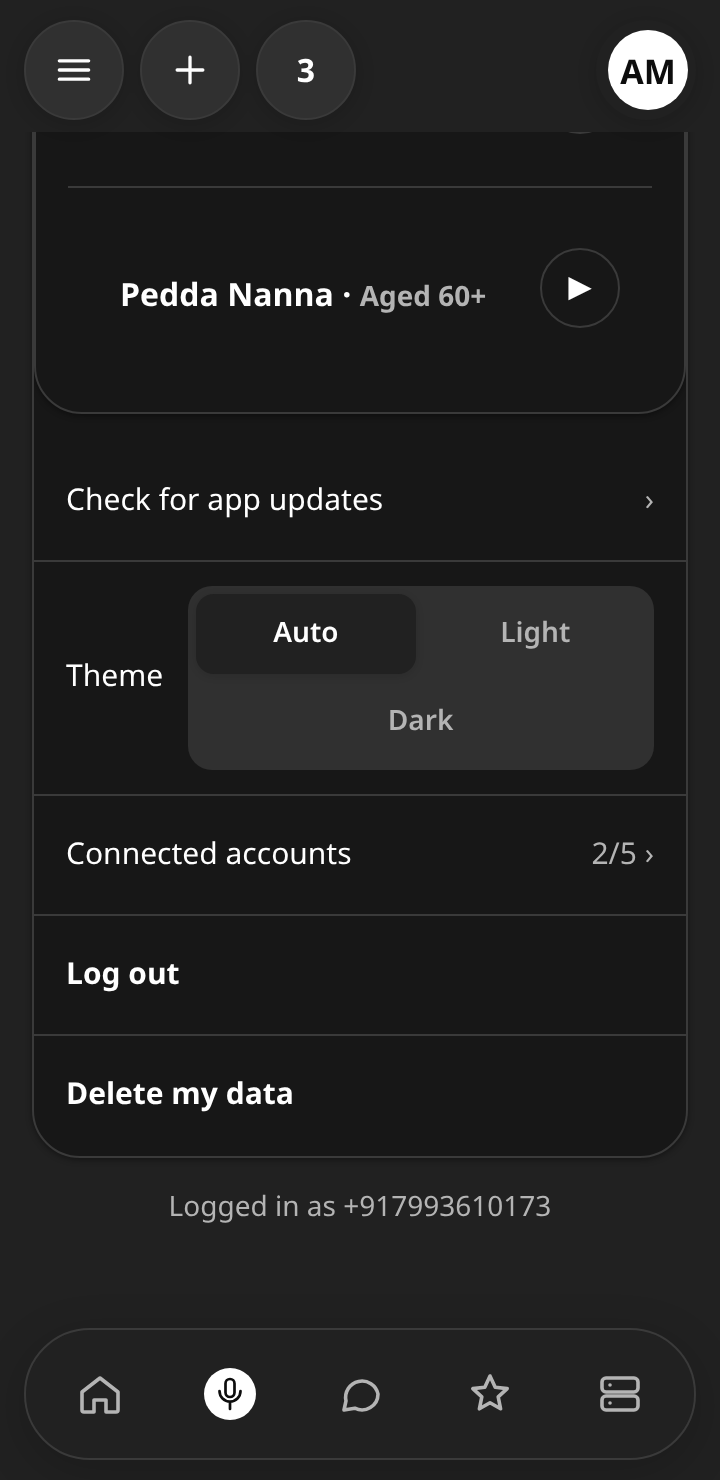 3
AM
Pedda Nanna · Aged 60+
Check for app updates ›
Theme
Auto
Light
Dark
Connected accounts 2/5 ›
Log out
Delete my data
Logged in as +917993610173